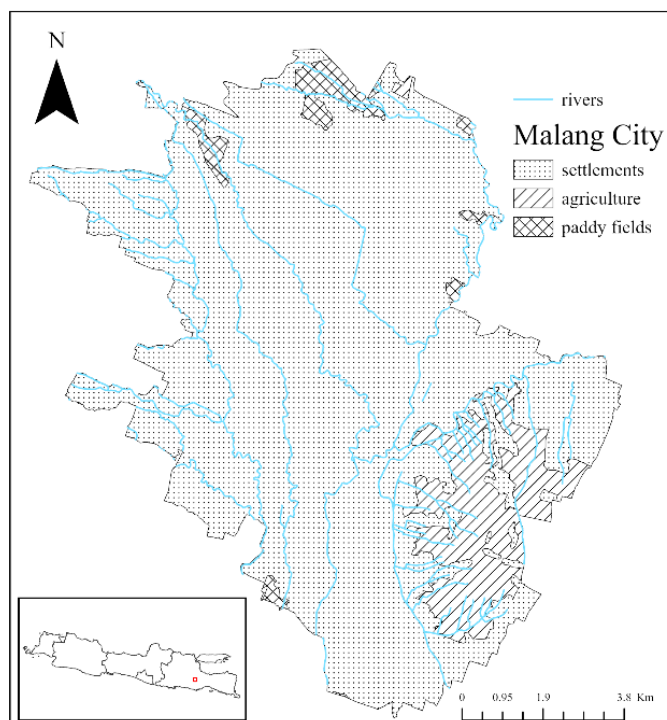 N
rivers
Malang City
settlements
agriculture
paddy fields
0 0.95 1.9 3.8 Km